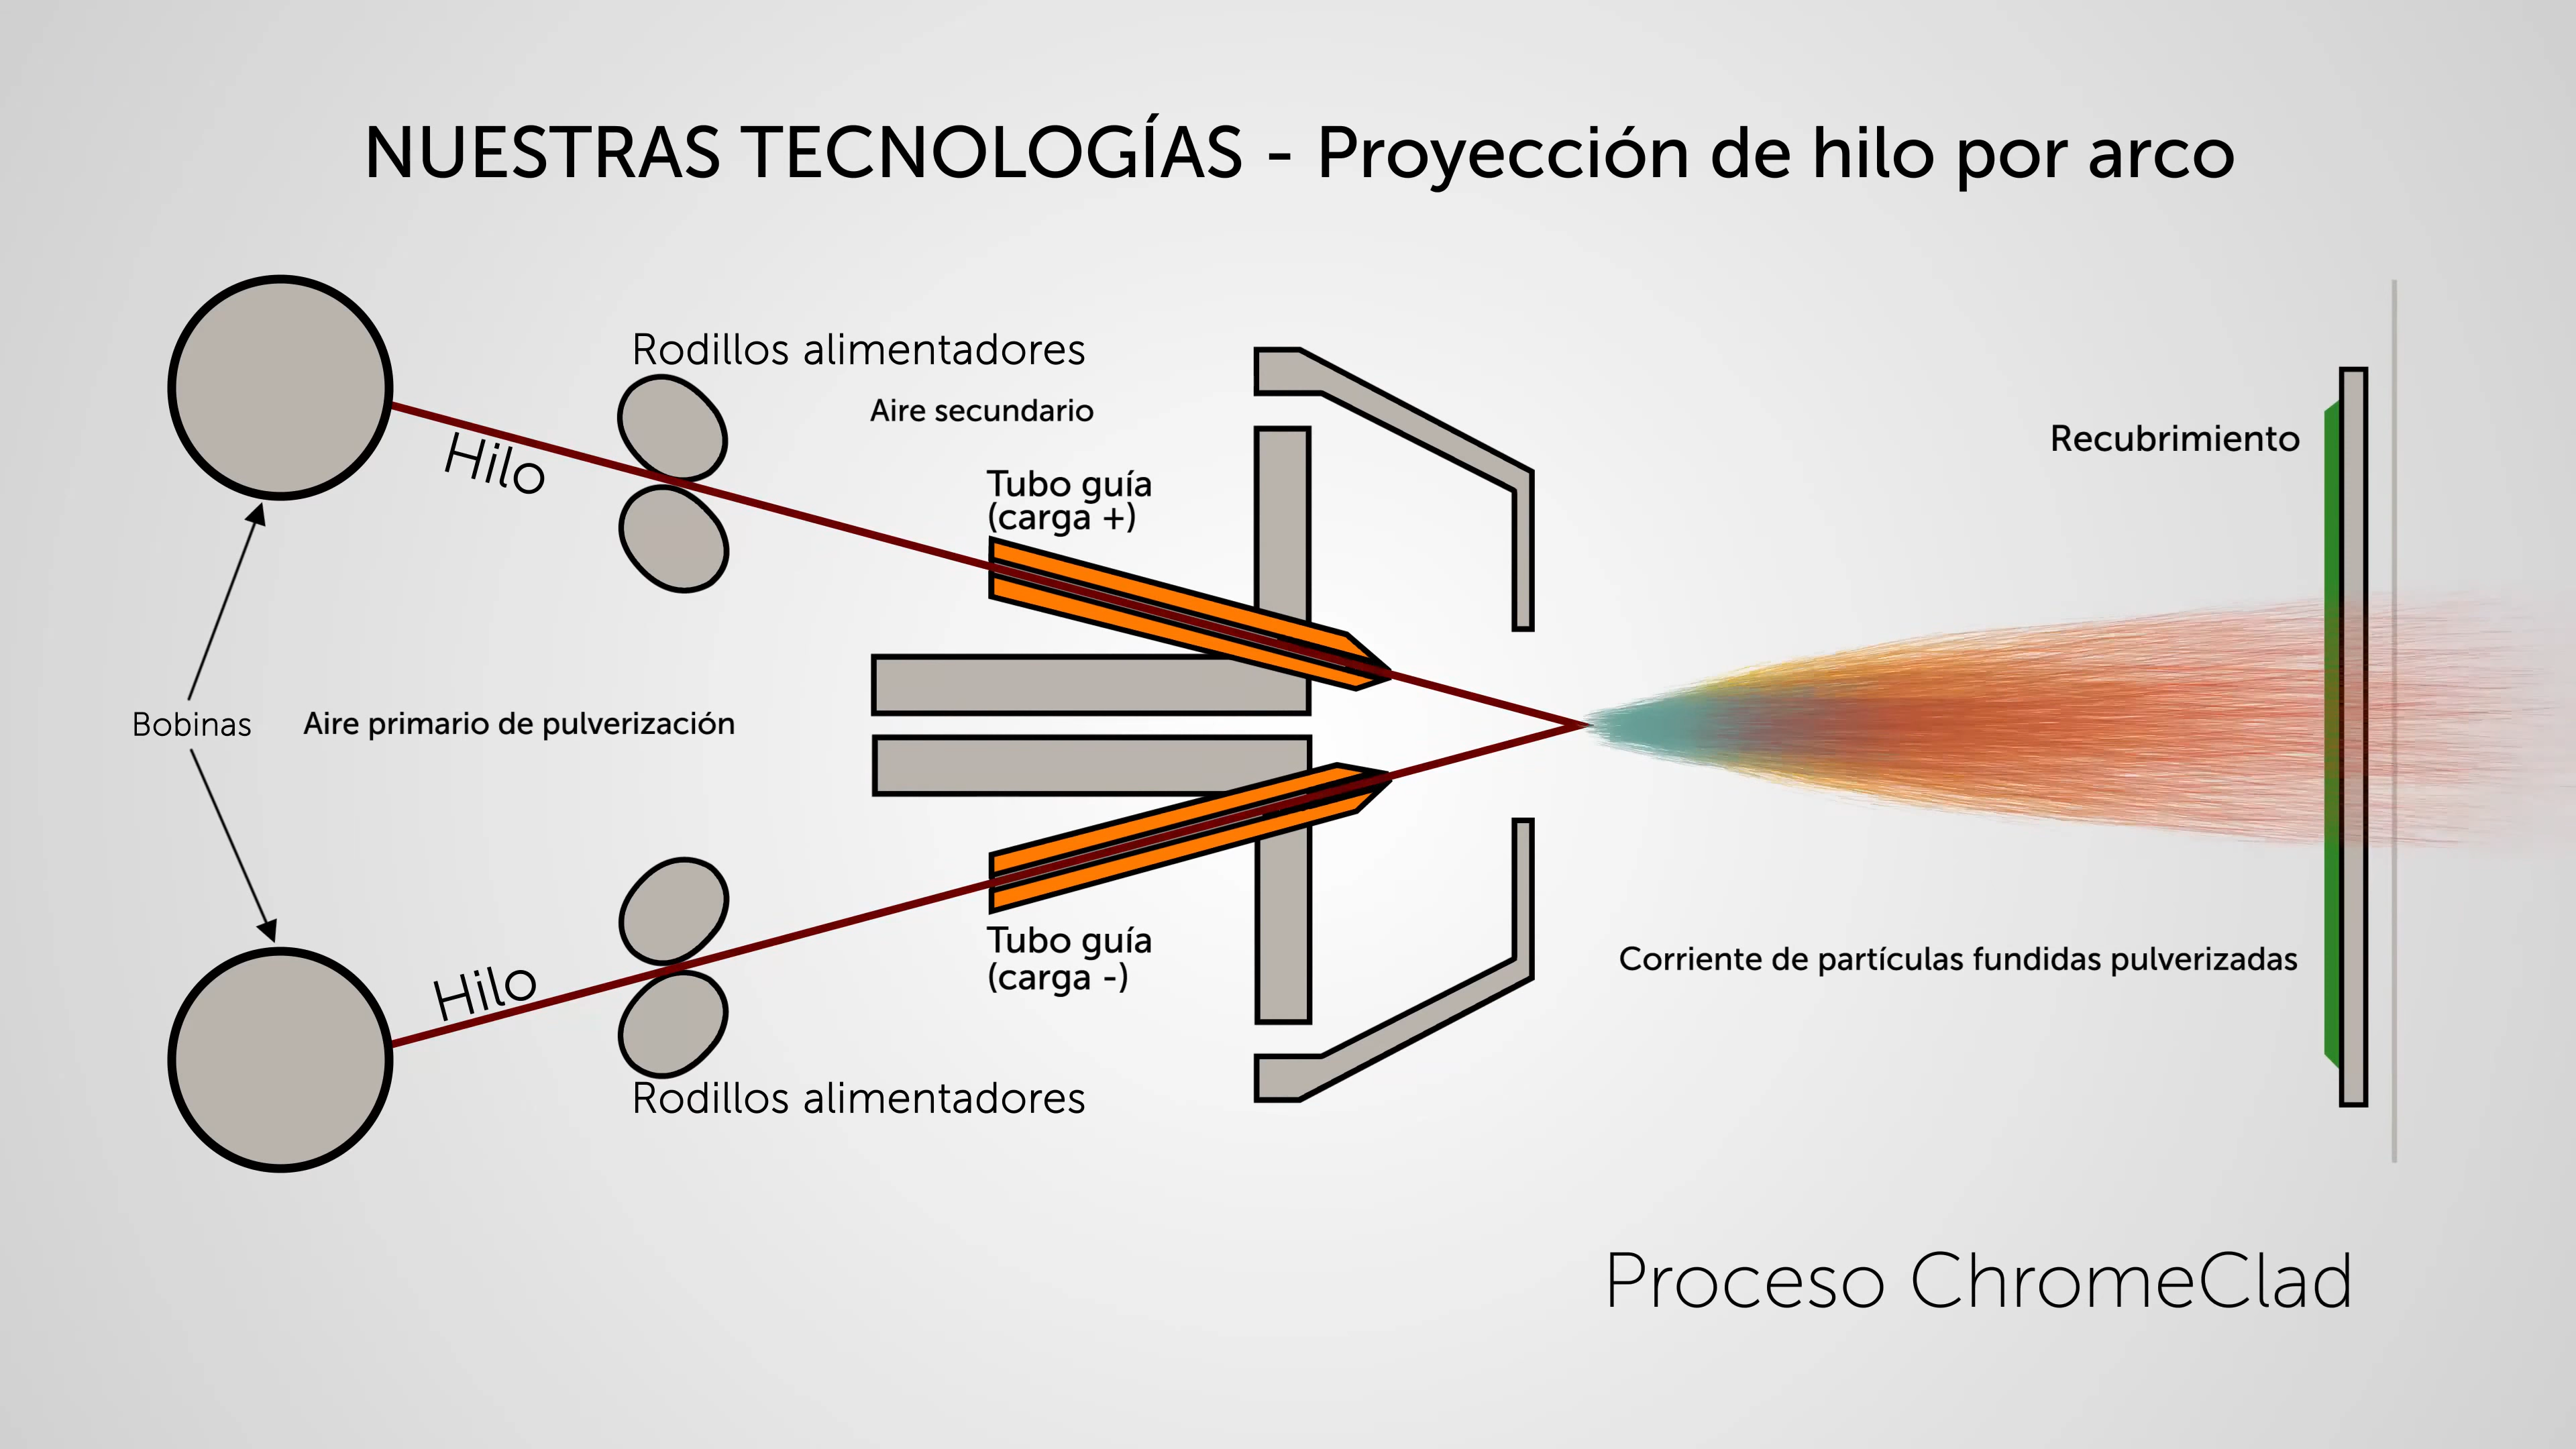 NUESTRAS TECNOLOGÍAS - Proyección de hilo por arco
Rodillos alimentadores
Aire secundario
Hilo
Tubo guía
(carga +)
Recubrimiento
Bobinas
Aire primario de pulverización
Tubo guía
(carga -)
Corriente de partículas fundidas pulverizadas
Hilo
Rodillos alimentadores
Proceso ChromeClad